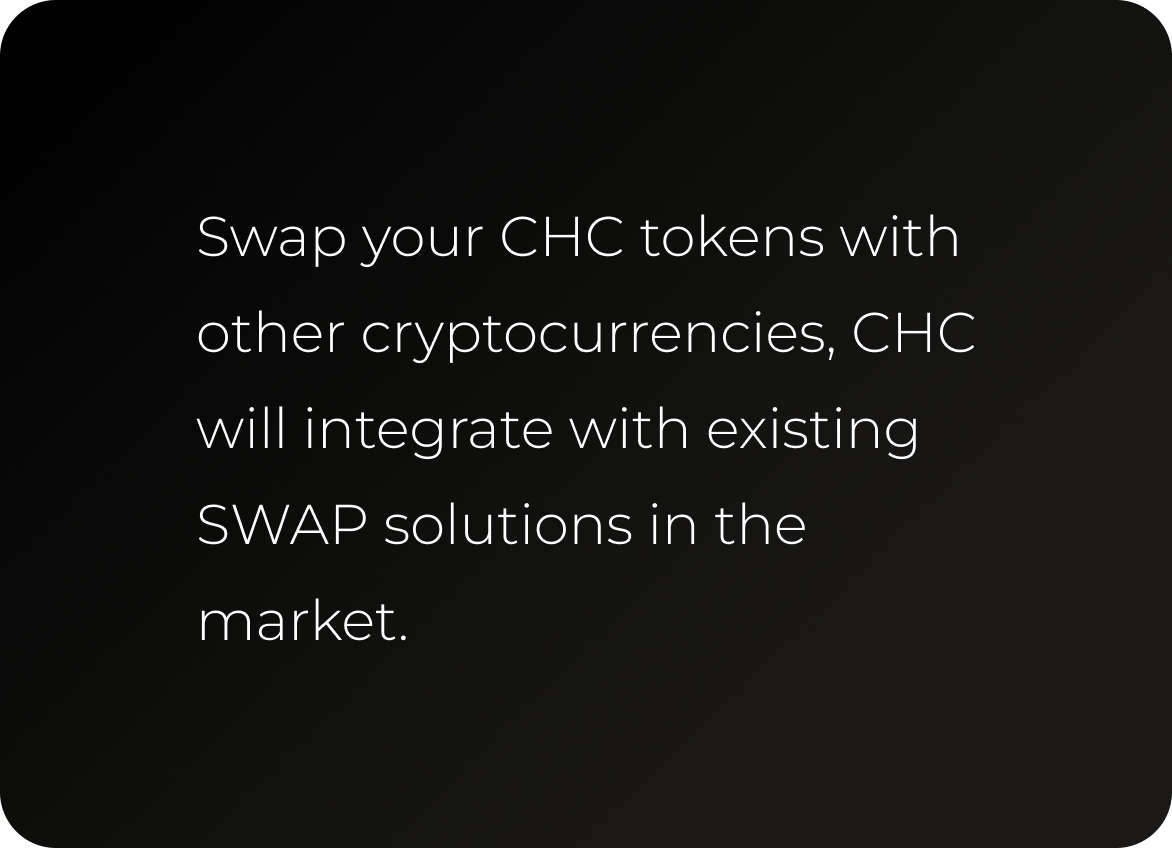 Swap your CHC tokens with
other cryptocurrencies, CHC
will integrate with existing
SWAP solutions in the
market.